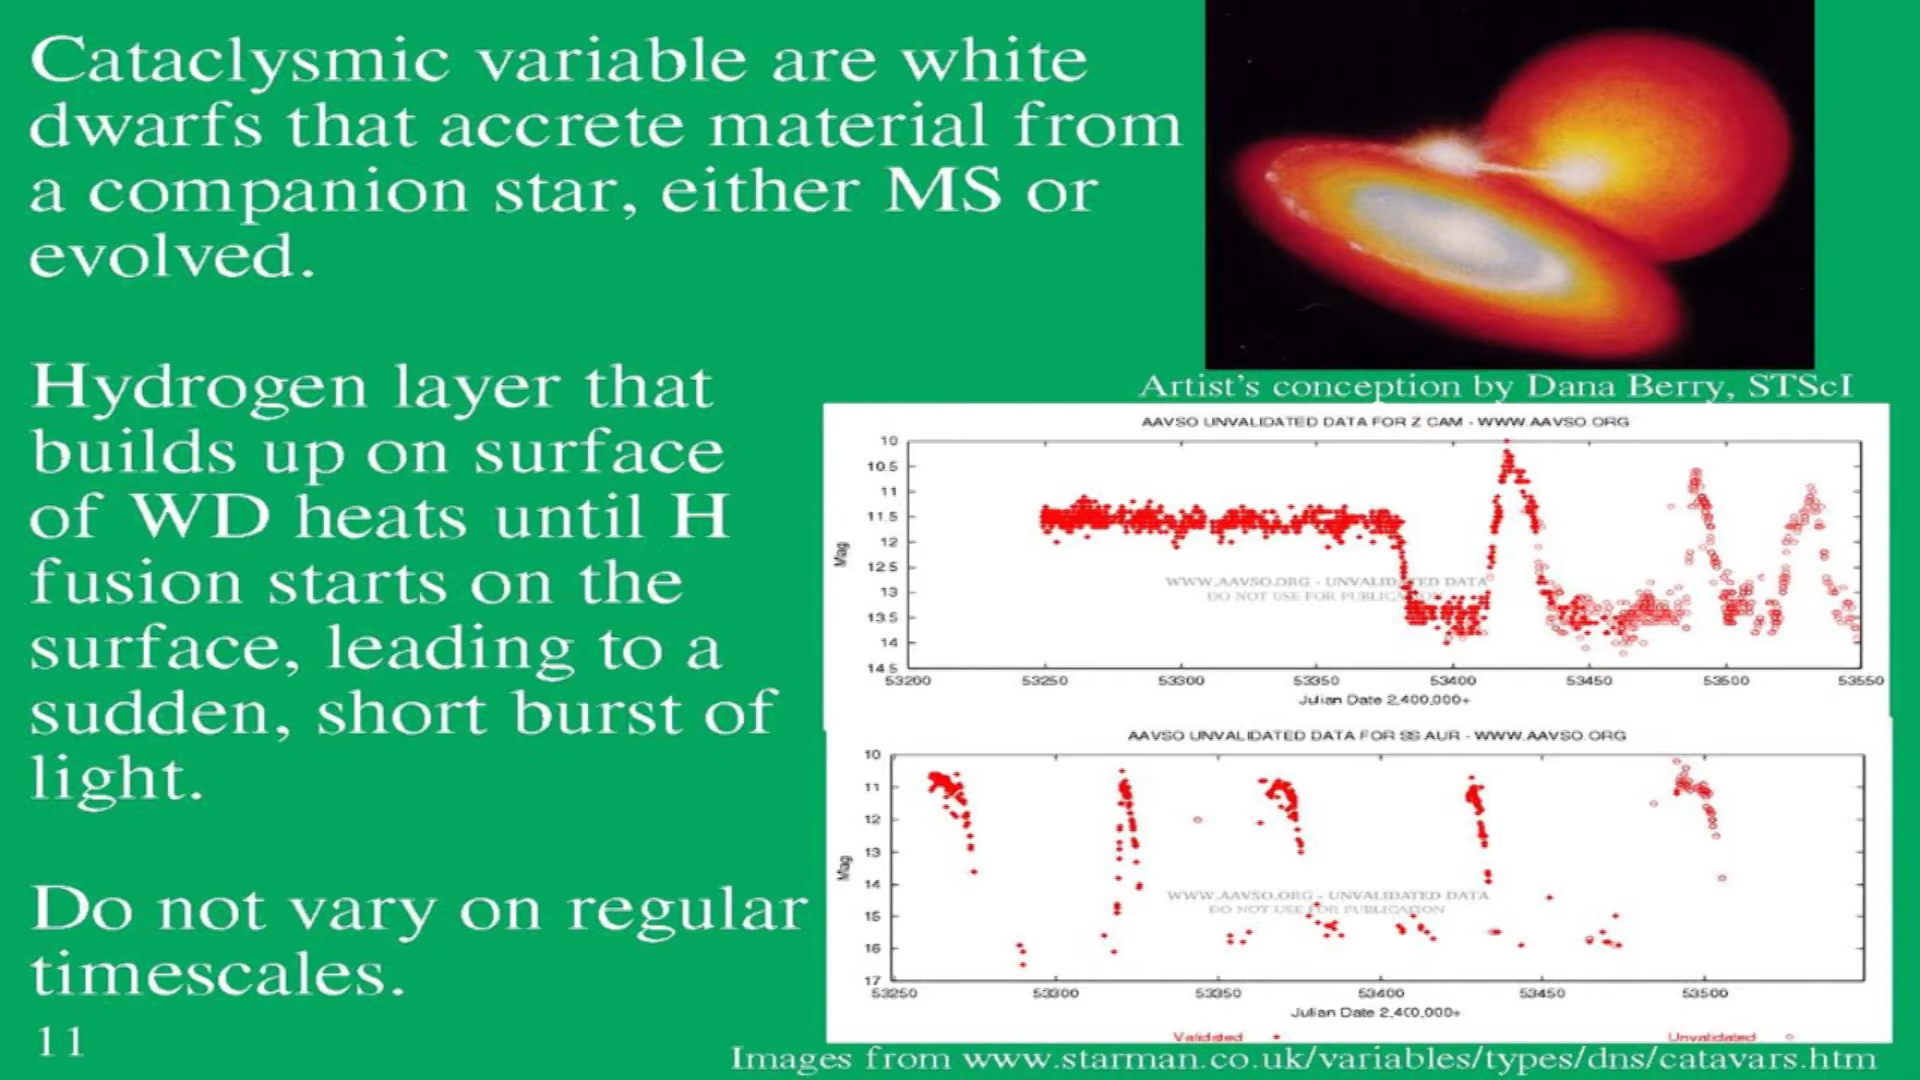 Cataclysmic variable are white
dwarfs that accrete material from
a companion star, either MS or
evolved.
Hydrogen layer that
builds up on surface
of WD heats until H
fusion starts on the
surface, leading to a
sudden, short burst of
light.
Do not vary on regular
timescales.
11
Artist's conception by Dana Berry, STScI
AAVSO UNVALIDATED DATA FOR Z CAM - WWW.AAVSO.ORG
10
10.5
11
11.5
12
12.5
13
13.5
14
14.5
Mag
WWW.AAVSO.ORG - UNVALIDATED DATA
DO NOT USE FOR PUBLICATION
53200 53250 53300 53350 53400 53450 53500 53550
Julian Date 2,400,000+
AAVSO UNVALIDATED DATA FOR SS AUR - WWW.AAVSO.ORG
10
11
12
13
14
15
16
17
Mag
WWW.AAVSO.ORG - UNVALIDATED DATA
DO NOT USE FOR PUBLICATION
53250 53300 53350 53400 53450 53500
Julian Date 2,400,000+
Validated Unvalidated
Images from www.starman.co.uk/variables/types/dns/catavars.htm